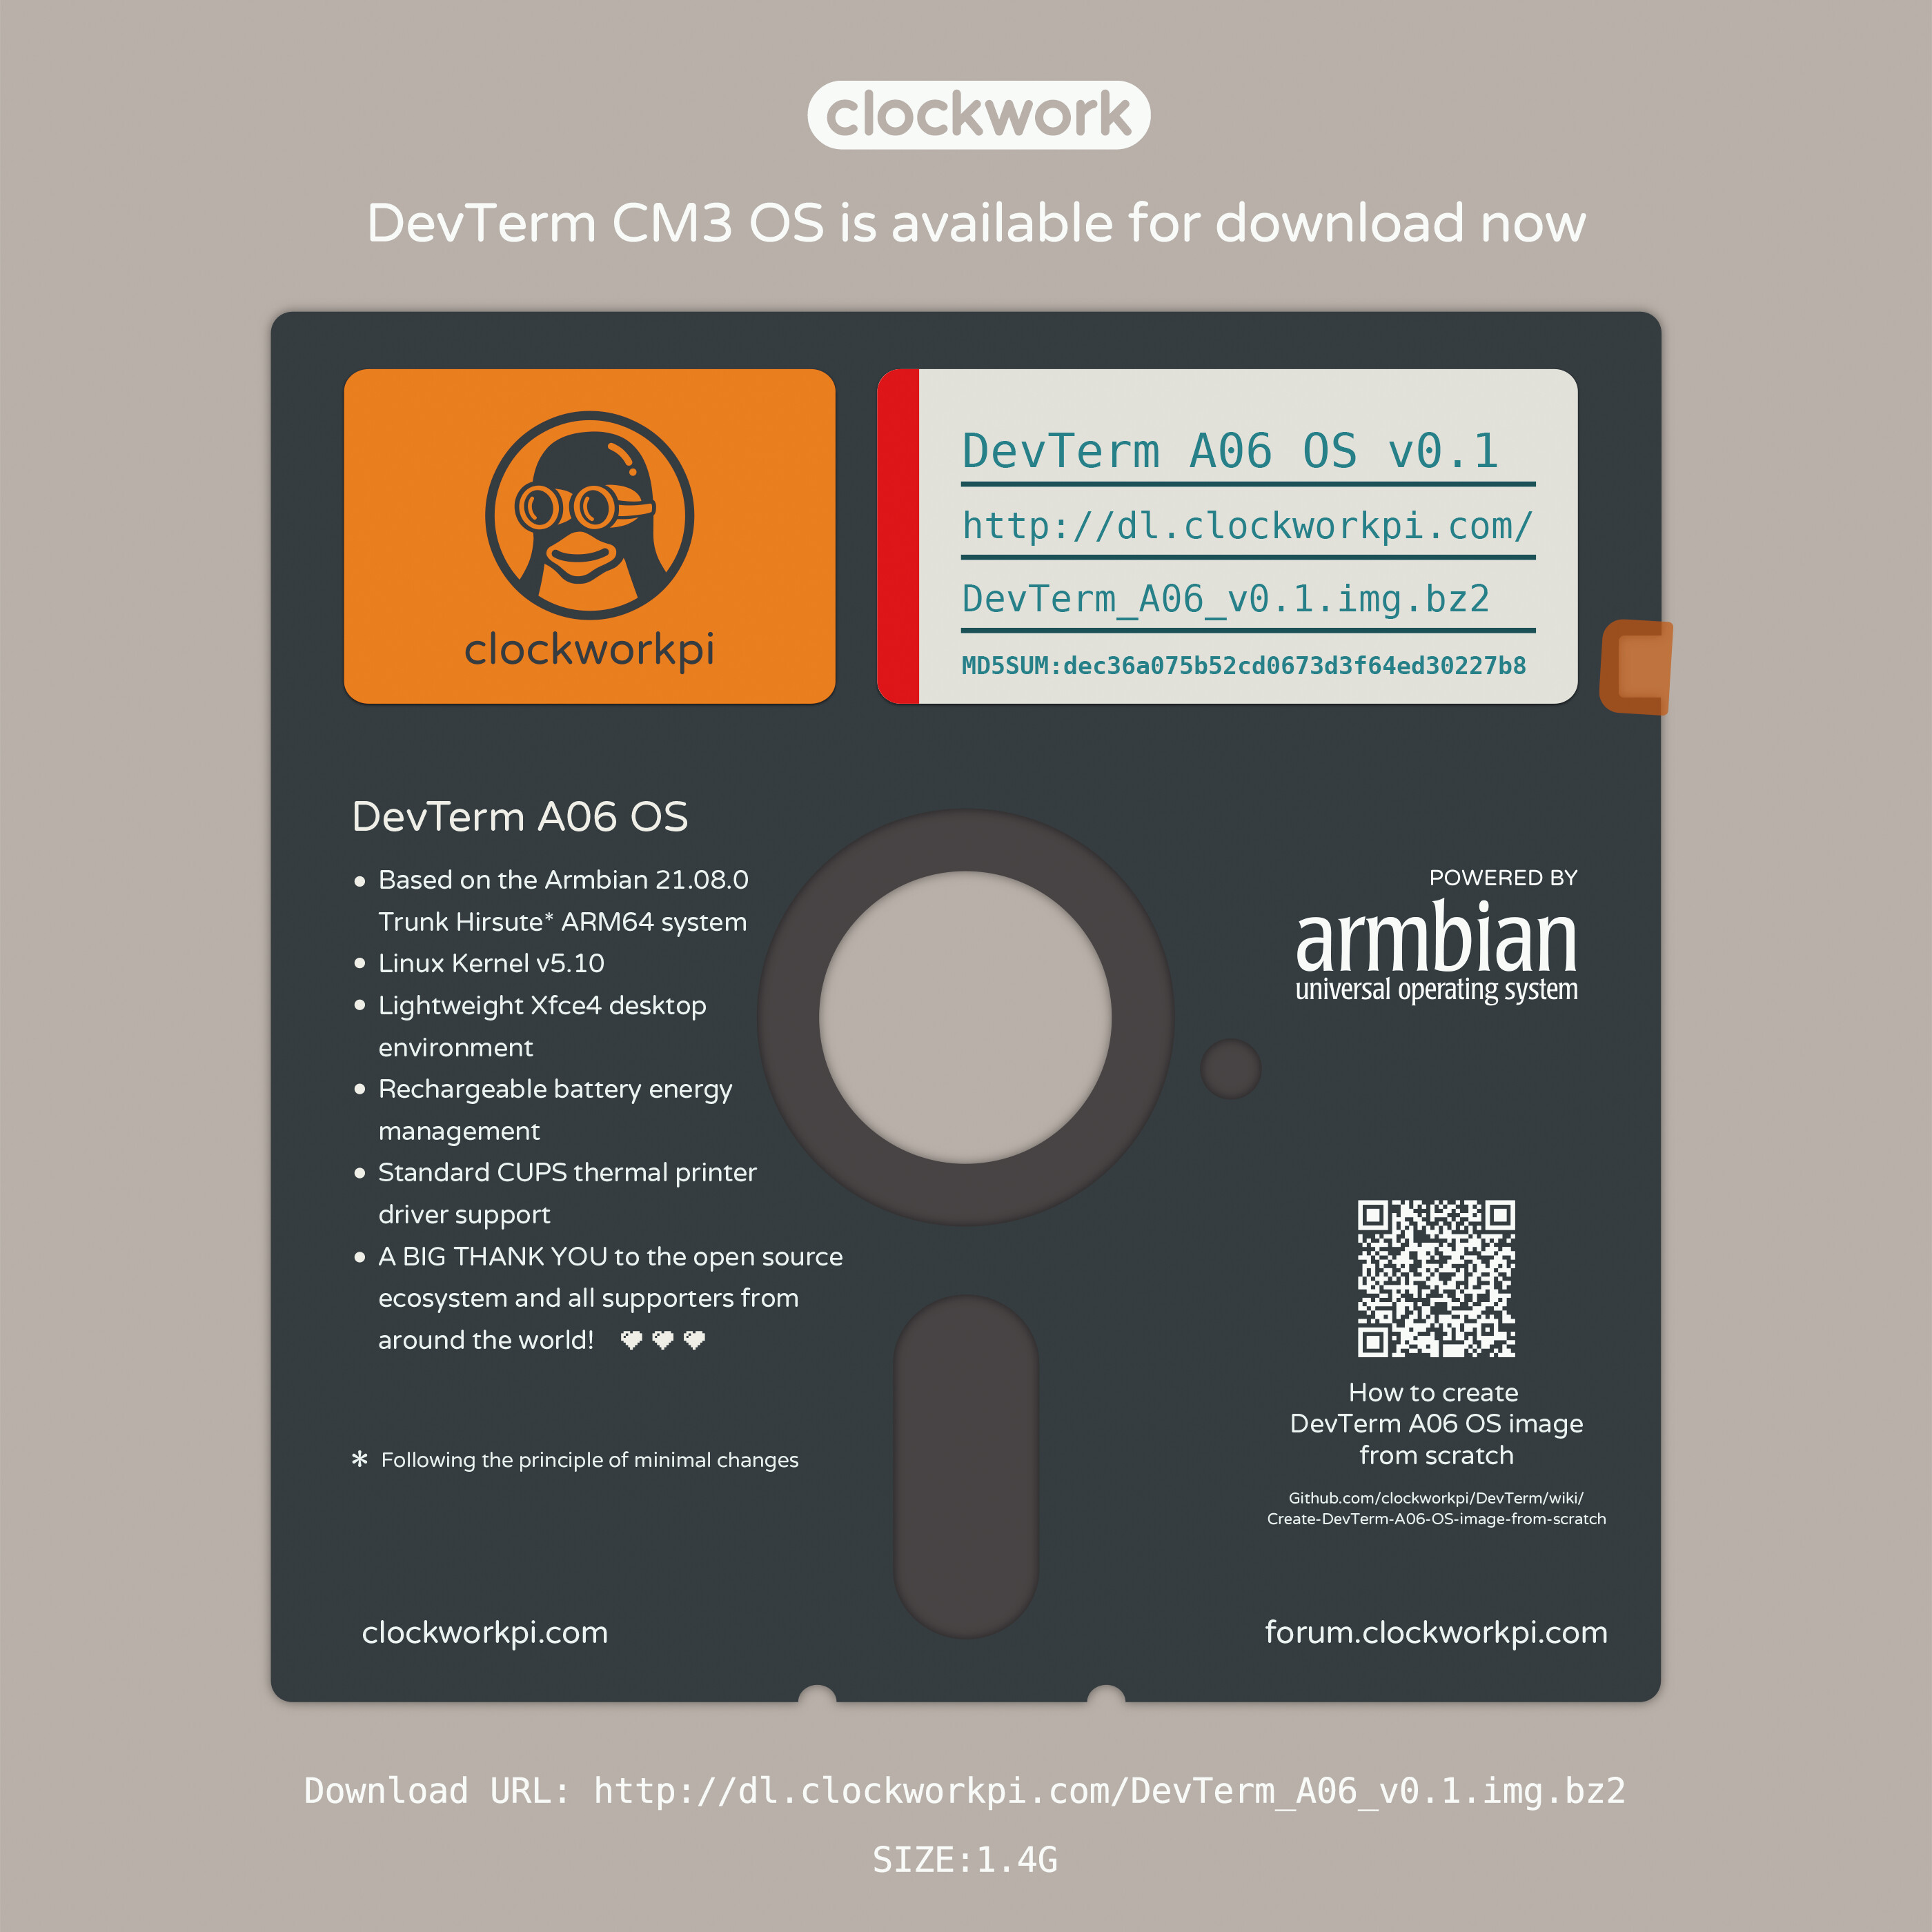 clockwork
DevTerm CM3 OS is available for download now
clockworkpi
DevTerm A06 OS v0.1
http://dl.clockworkpi.com/
DevTerm_A06_v0.1.img.bz2
MD5SUM:dec36a075b52cd0673d3f64ed30227b8
DevTerm A06 OS
• Based on the Armbian 21.08.0
Trunk Hirsute* ARM64 system
• Linux Kernel v5.10
• Lightweight Xfce4 desktop
environment
• Rechargeable battery energy
management
• Standard CUPS thermal printer
driver support
• A BIG THANK YOU to the open source
ecosystem and all supporters from
around the world!
* Following the principle of minimal changes
POWERED BY
armbian
universal operating system
How to create
DevTerm A06 OS image
from scratch
Github.com/clockworkpi/DevTerm/wiki/
Create-DevTerm-A06-OS-image-from-scratch
clockworkpi.com
forum.clockworkpi.com
Download URL: http://dl.clockworkpi.com/DevTerm_A06_v0.1.img.bz2
SIZE:1.4G